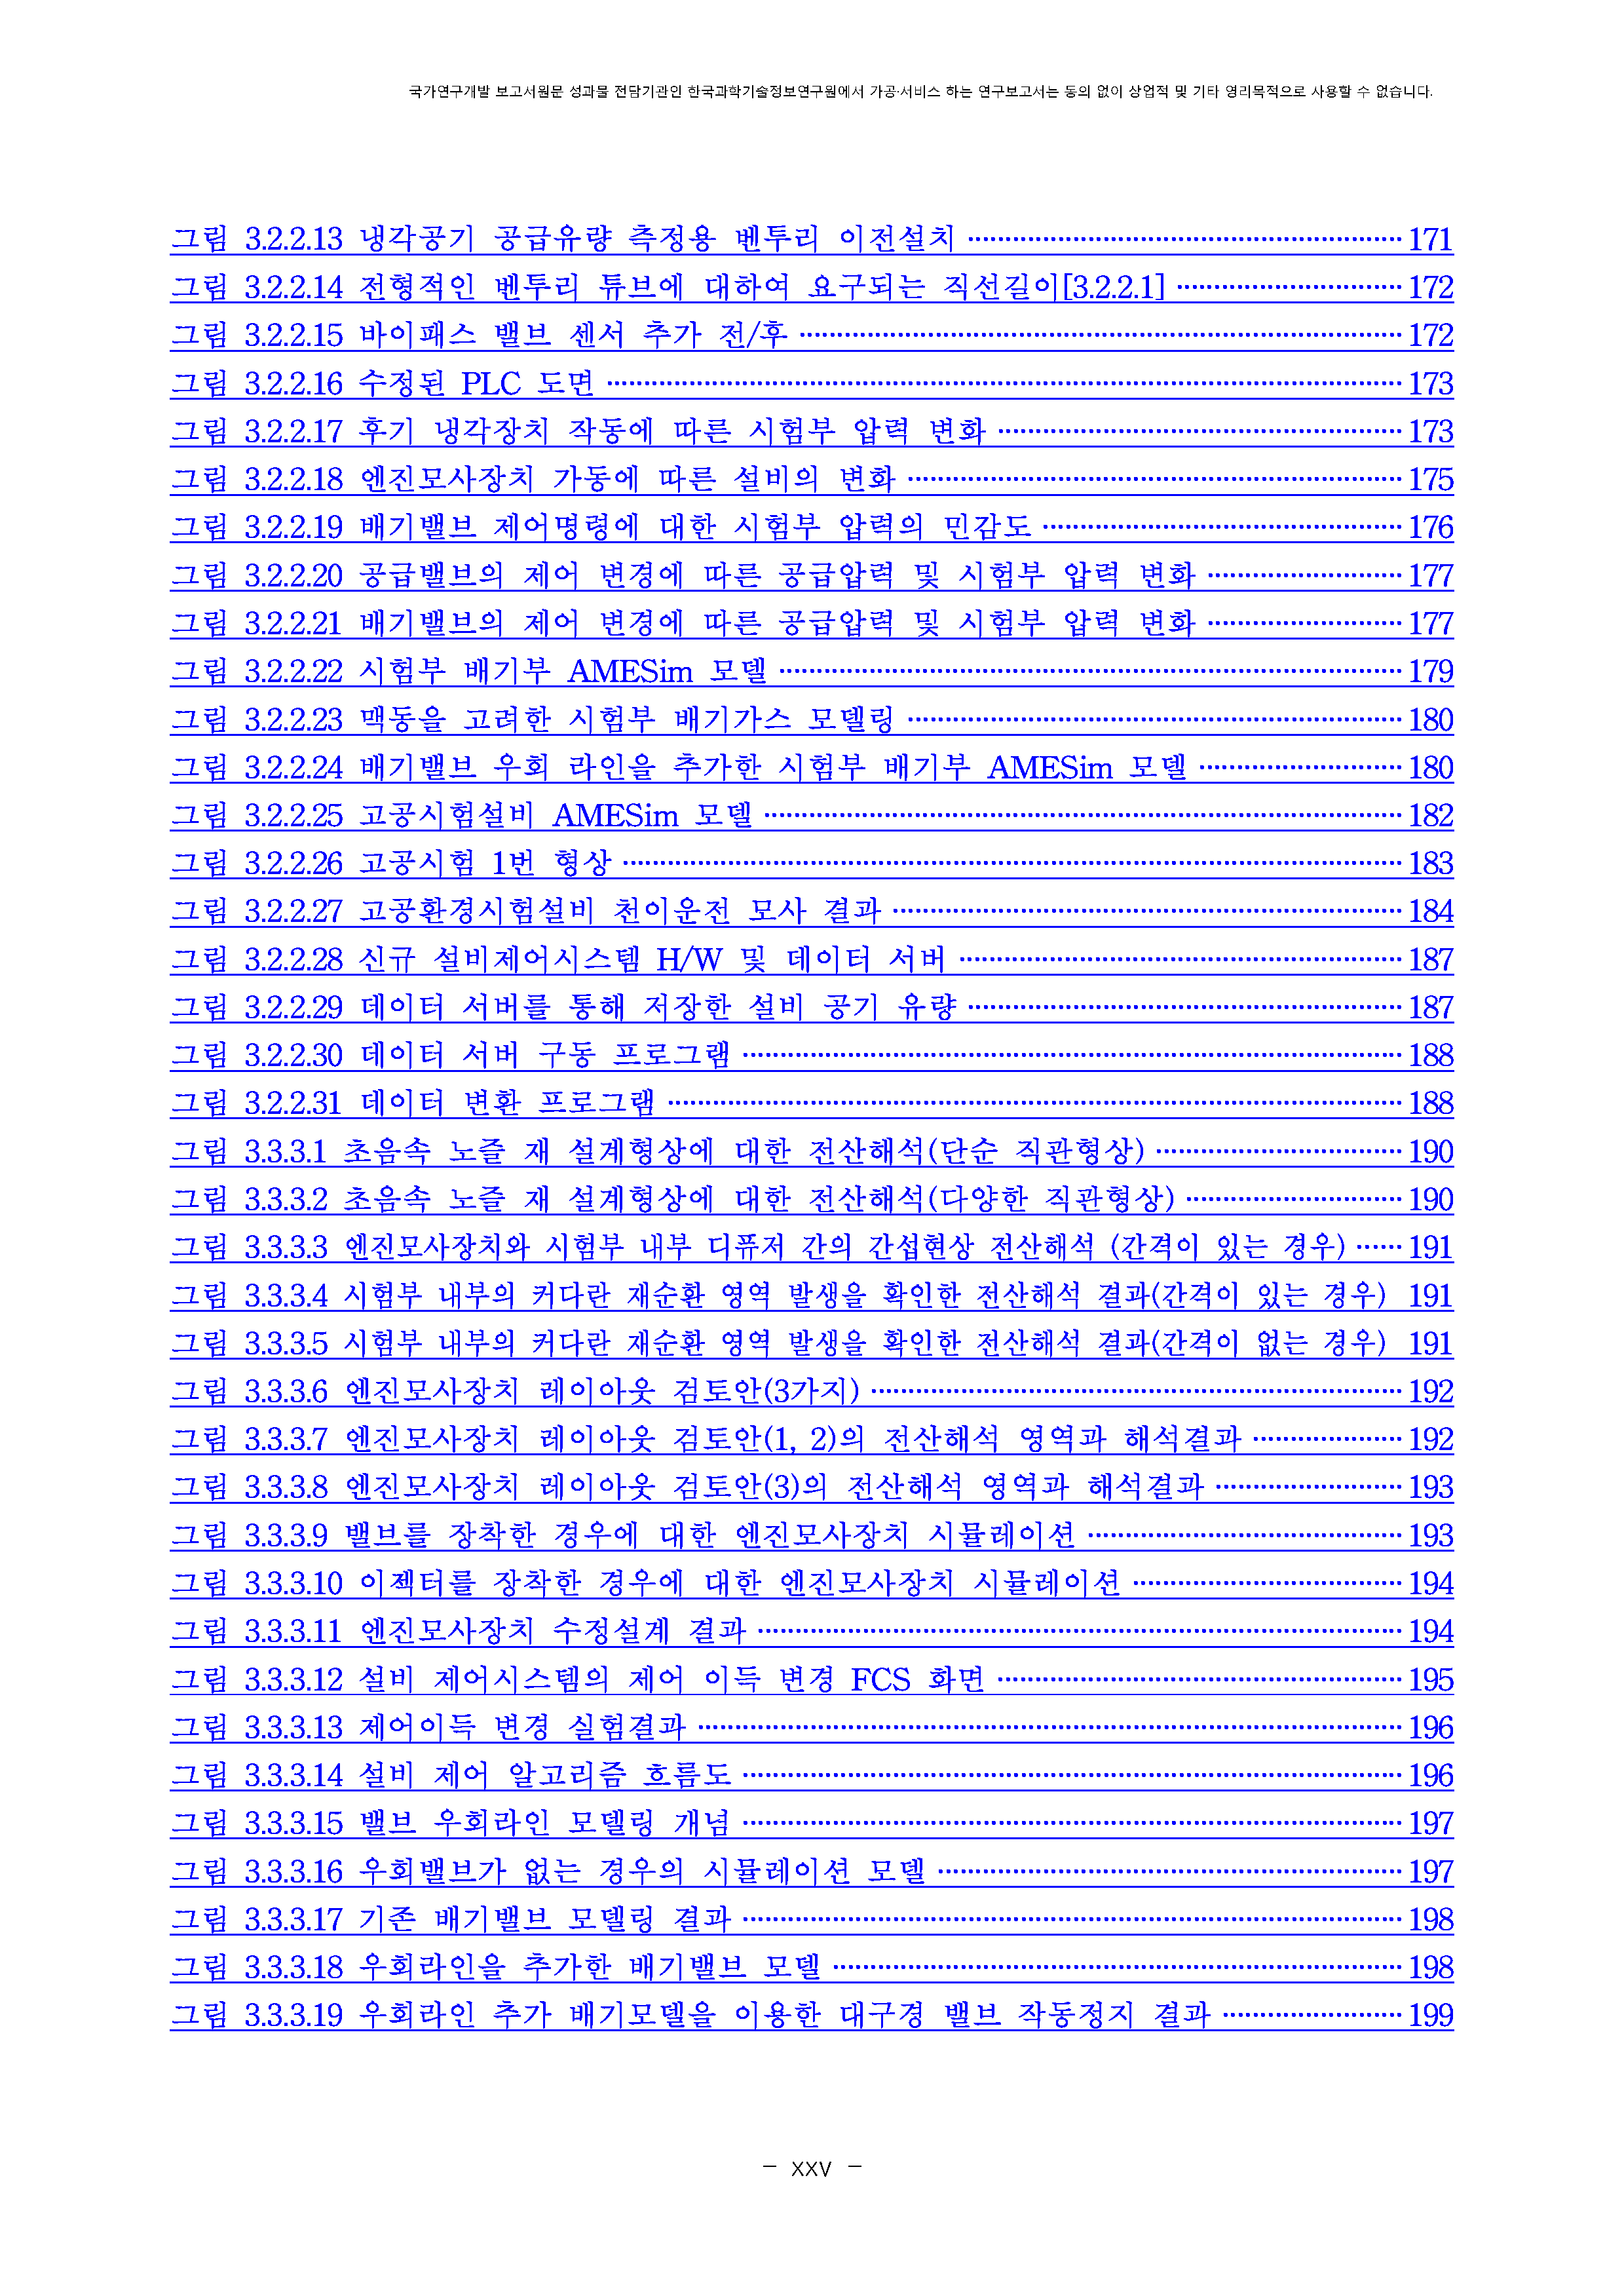 국가연구개발 보고서원문 성과물 전담기관인 한국과학기술정보연구원에서 가공·서비스 하는 연구보고서는 동의 없이 상업적 및 기타 영리목적으로 사용할 수 없습니다.
그림 3.2.2.13 냉각공기 공급유량 측정용 벤투리 이전설치 171
그림 3.2.2.14 전형적인 벤투리 튜브에 대하여 요구되는 직선길이[3.2.2.1] 172
그림 3.2.2.15 바이패스 밸브 센서 추가 전/후 172
그림 3.2.2.16 수정된 PLC 도면 173
그림 3.2.2.17 후기 냉각장치 작동에 따른 시험부 압력 변화 173
그림 3.2.2.18 엔진모사장치 가동에 따른 설비의 변화 175
그림 3.2.2.19 배기밸브 제어명령에 대한 시험부 압력의 민감도 176
그림 3.2.2.20 공급밸브의 제어 변경에 따른 공급압력 및 시험부 압력 변화 177
그림 3.2.2.21 배기밸브의 제어 변경에 따른 공급압력 및 시험부 압력 변화 177
그림 3.2.2.22 시험부 배기부 AMESim 모델 179
그림 3.2.2.23 맥동을 고려한 시험부 배기가스 모델링 180
그림 3.2.2.24 배기밸브 우회 라인을 추가한 시험부 배기부 AMESim 모델 180
그림 3.2.2.25 고공시험설비 AMESim 모델 182
그림 3.2.2.26 고공시험 1번 형상 183
그림 3.2.2.27 고공환경시험설비 천이운전 모사 결과 184
그림 3.2.2.28 신규 설비제어시스템 H/W 및 데이터 서버 187
그림 3.2.2.29 데이터 서버를 통해 저장한 설비 공기 유량 187
그림 3.2.2.30 데이터 서버 구동 프로그램 188
그림 3.2.2.31 데이터 변환 프로그램 188
그림 3.3.3.1 초음속 노즐 재 설계형상에 대한 전산해석(단순 직관형상) 190
그림 3.3.3.2 초음속 노즐 재 설계형상에 대한 전산해석(다양한 직관형상) 190
그림 3.3.3.3 엔진모사장치와 시험부 내부 디퓨저 간의 간섭현상 전산해석 (간격이 있는 경우) 191
그림 3.3.3.4 시험부 내부의 커다란 재순환 영역 발생을 확인한 전산해석 결과(간격이 있는 경우) 191
그림 3.3.3.5 시험부 내부의 커다란 재순환 영역 발생을 확인한 전산해석 결과(간격이 없는 경우) 191
그림 3.3.3.6 엔진모사장치 레이아웃 검토안(3가지) 192
그림 3.3.3.7 엔진모사장치 레이아웃 검토안(1, 2)의 전산해석 영역과 해석결과 192
그림 3.3.3.8 엔진모사장치 레이아웃 검토안(3)의 전산해석 영역과 해석결과 193
그림 3.3.3.9 밸브를 장착한 경우에 대한 엔진모사장치 시뮬레이션 193
그림 3.3.3.10 이젝터를 장착한 경우에 대한 엔진모사장치 시뮬레이션 194
그림 3.3.3.11 엔진모사장치 수정설계 결과 194
그림 3.3.3.12 설비 제어시스템의 제어 이득 변경 FCS 화면 195
그림 3.3.3.13 제어이득 변경 실험결과 196
그림 3.3.3.14 설비 제어 알고리즘 흐름도 196
그림 3.3.3.15 밸브 우회라인 모델링 개념 197
그림 3.3.3.16 우회밸브가 없는 경우의 시뮬레이션 모델 197
그림 3.3.3.17 기존 배기밸브 모델링 결과 198
그림 3.3.3.18 우회라인을 추가한 배기밸브 모델 198
그림 3.3.3.19 우회라인 추가 배기모델을 이용한 대구경 밸브 작동정지 결과 199
- xxv -